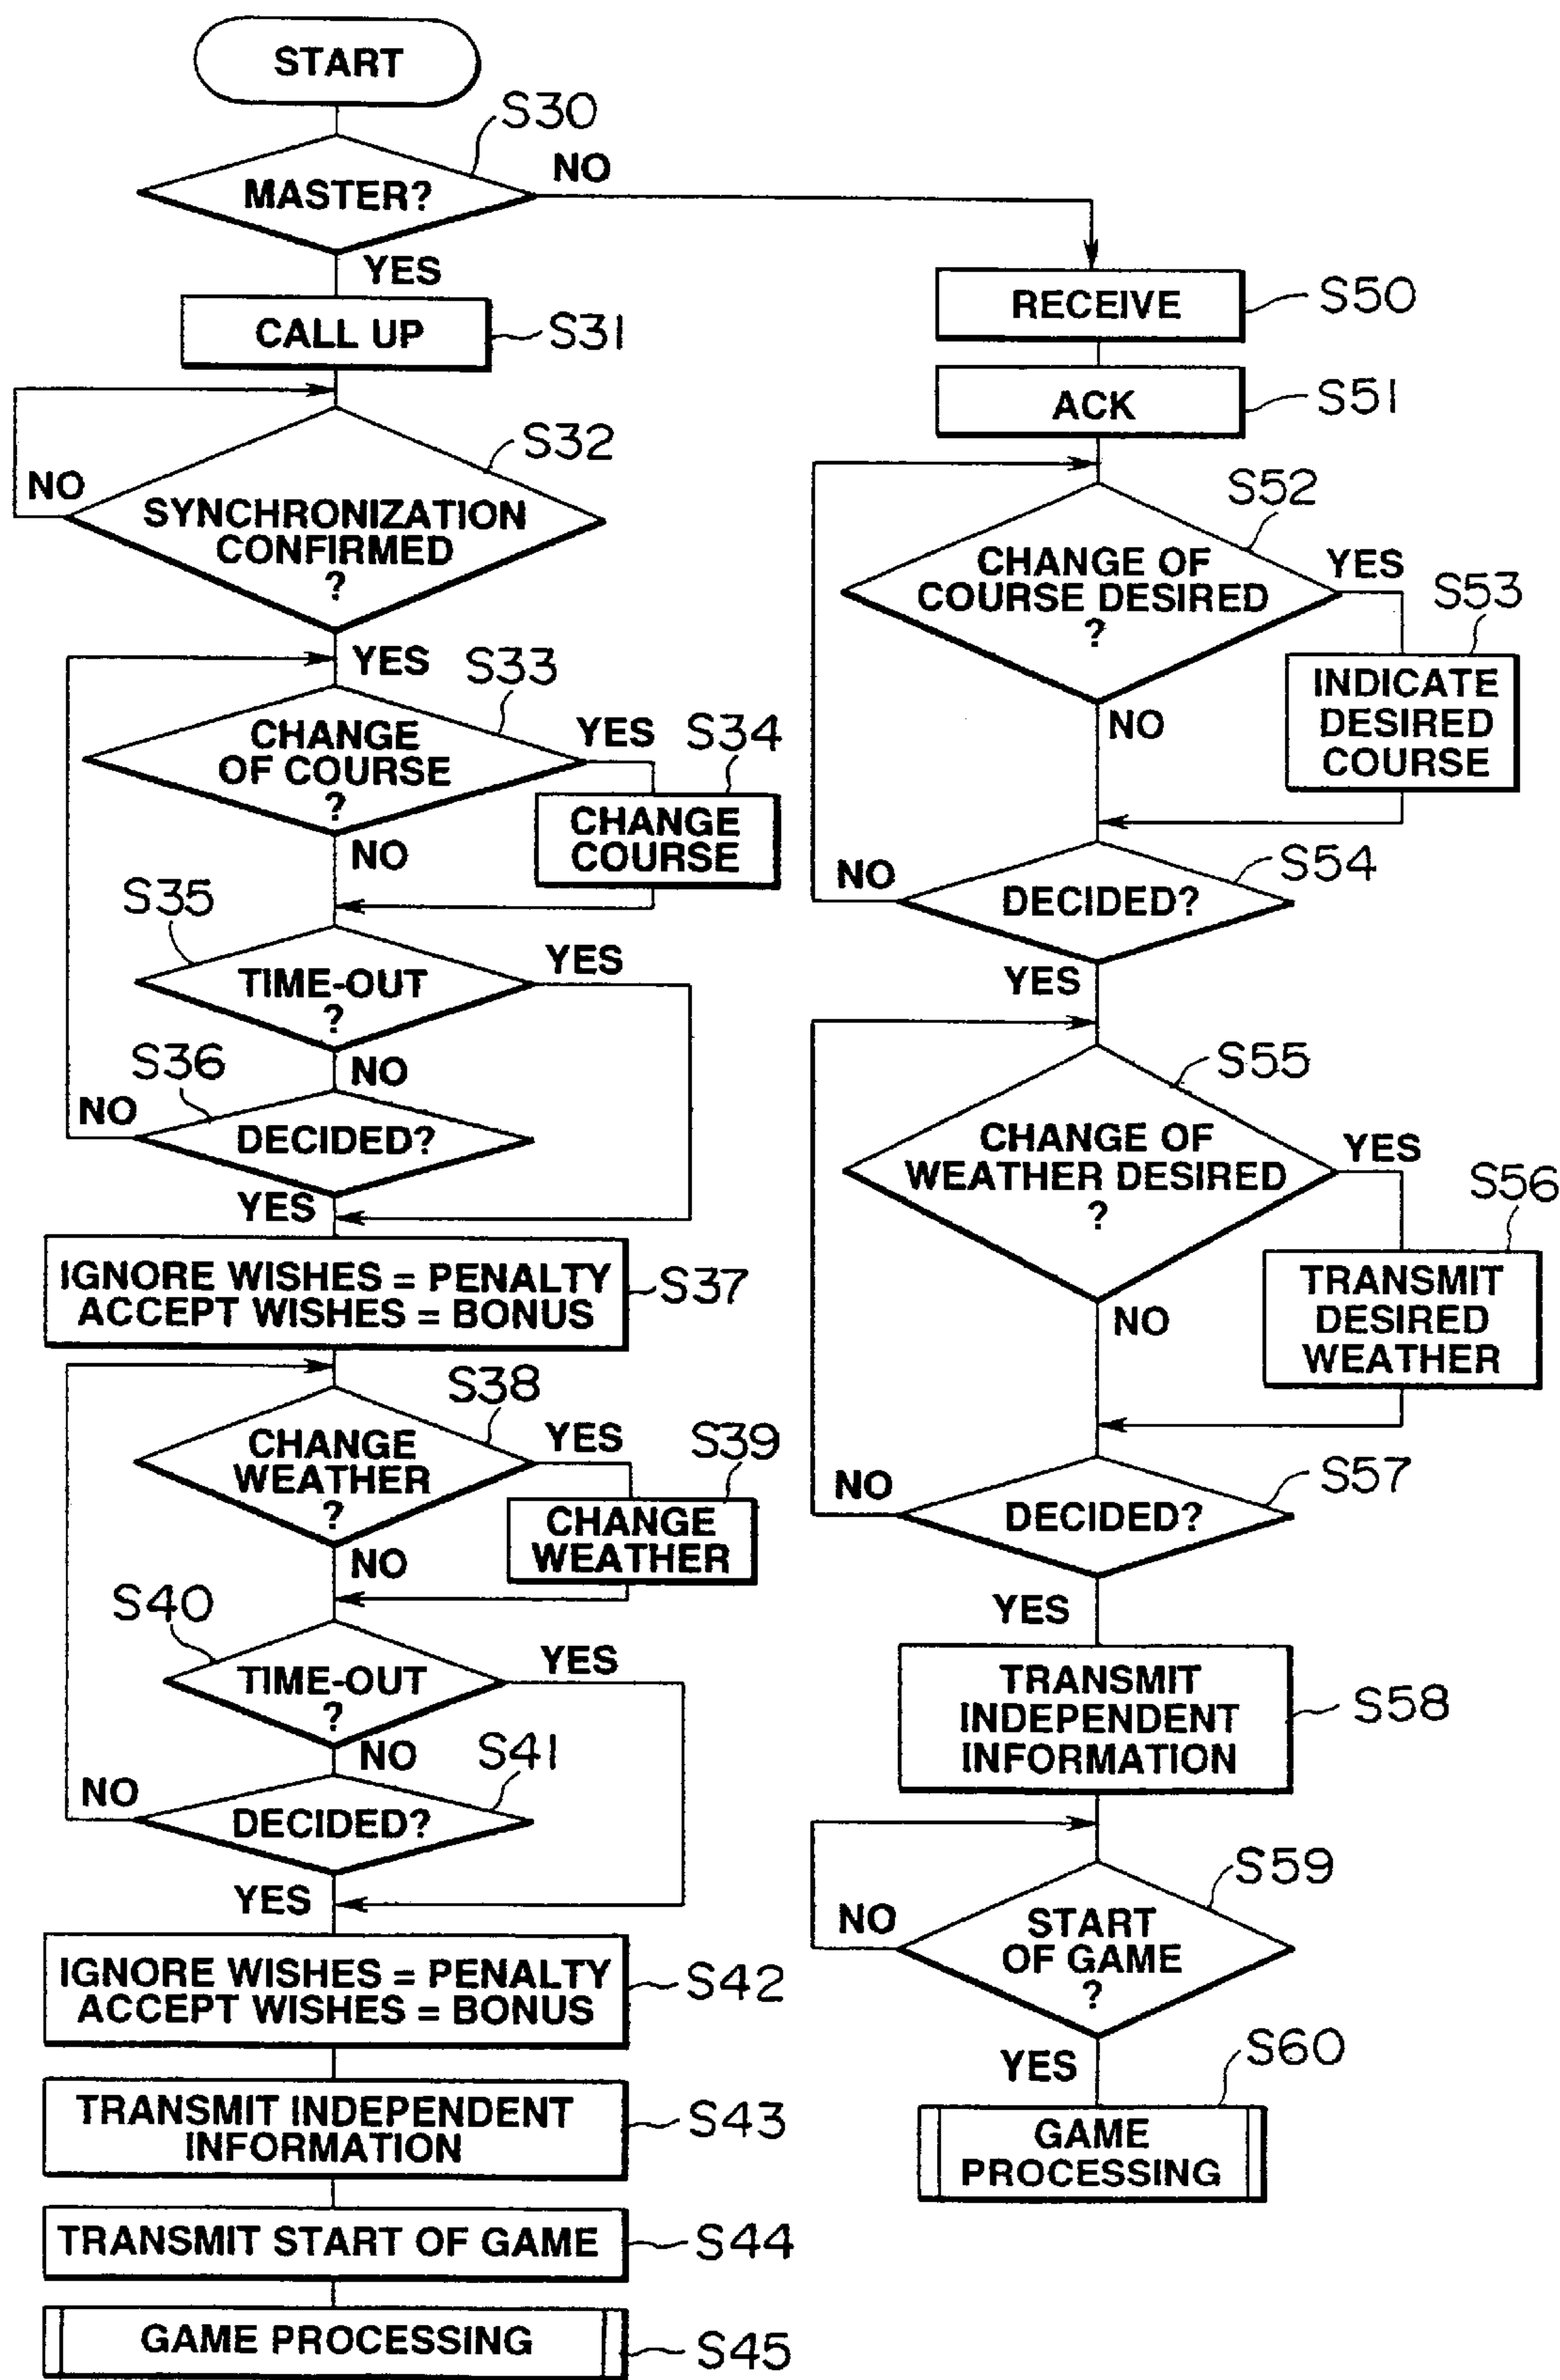 START
S30
MASTER?
NO
YES
CALL UP
S31
S32
NO
SYNCHRONIZATION
CONFIRMED
?
YES
S33
CHANGE
OF COURSE
?
YES
S34
CHANGE
COURSE
NO
S35
TIME-OUT
?
YES
NO
S36
NO
DECIDED?
YES
IGNORE WISHES = PENALTY
ACCEPT WISHES = BONUS
S37
S38
CHANGE
WEATHER
?
YES
S39
CHANGE
WEATHER
NO
S40
TIME-OUT
?
YES
NO
S41
NO
DECIDED?
YES
IGNORE WISHES = PENALTY
ACCEPT WISHES = BONUS
S42
TRANSMIT INDEPENDENT
INFORMATION
S43
TRANSMIT START OF GAME
S44
GAME PROCESSING
S45
RECEIVE
S50
ACK
S51
S52
CHANGE OF
COURSE DESIRED
?
YES
S53
INDICATE
DESIRED
COURSE
NO
S54
NO
DECIDED?
YES
S55
CHANGE OF
WEATHER DESIRED
?
YES
S56
TRANSMIT
DESIRED
WEATHER
NO
S57
NO
DECIDED?
YES
TRANSMIT
INDEPENDENT
INFORMATION
S58
S59
NO
START
OF GAME
?
YES
S60
GAME
PROCESSING